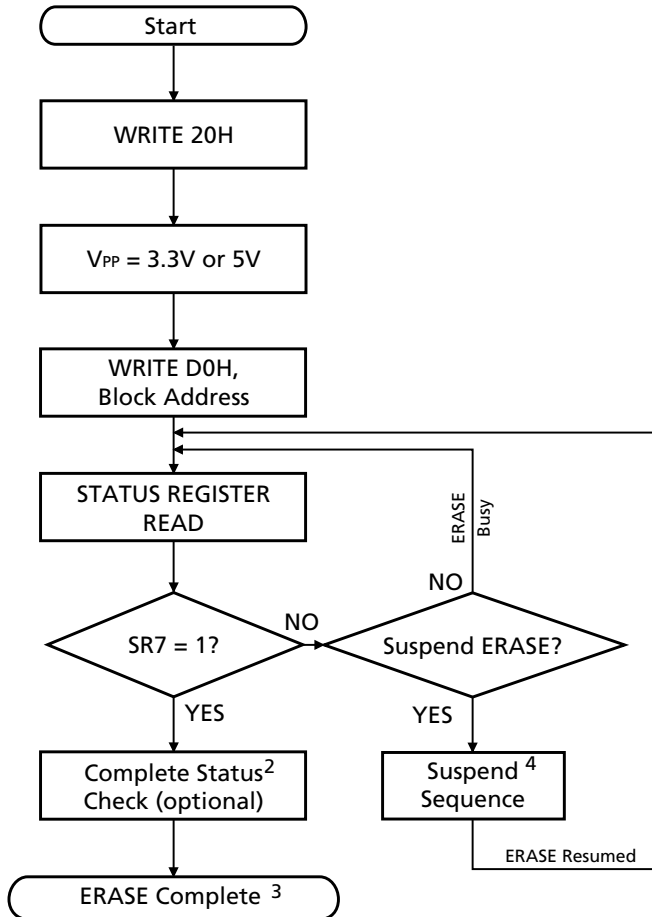 Start
WRITE 20H
VPP = 3.3V or 5V
WRITE D0H,
Block Address
STATUS REGISTER
READ
ERASE
Busy
NO
NO
SR7 = 1?
Suspend ERASE?
YES
YES
Complete Status2
Check (optional)
Suspend 4
Sequence
ERASE Resumed
ERASE Complete 3